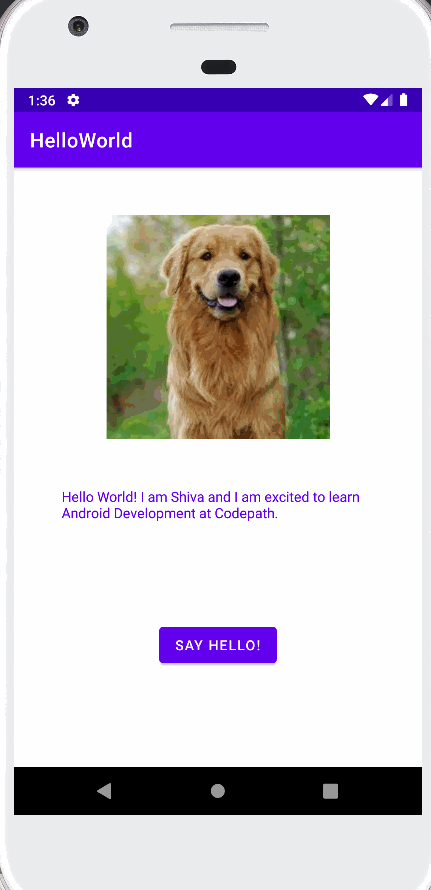 1:36
HelloWorld
Hello World! I am Shiva and I am excited to learn
Android Development at Codepath.
SAY HELLO!